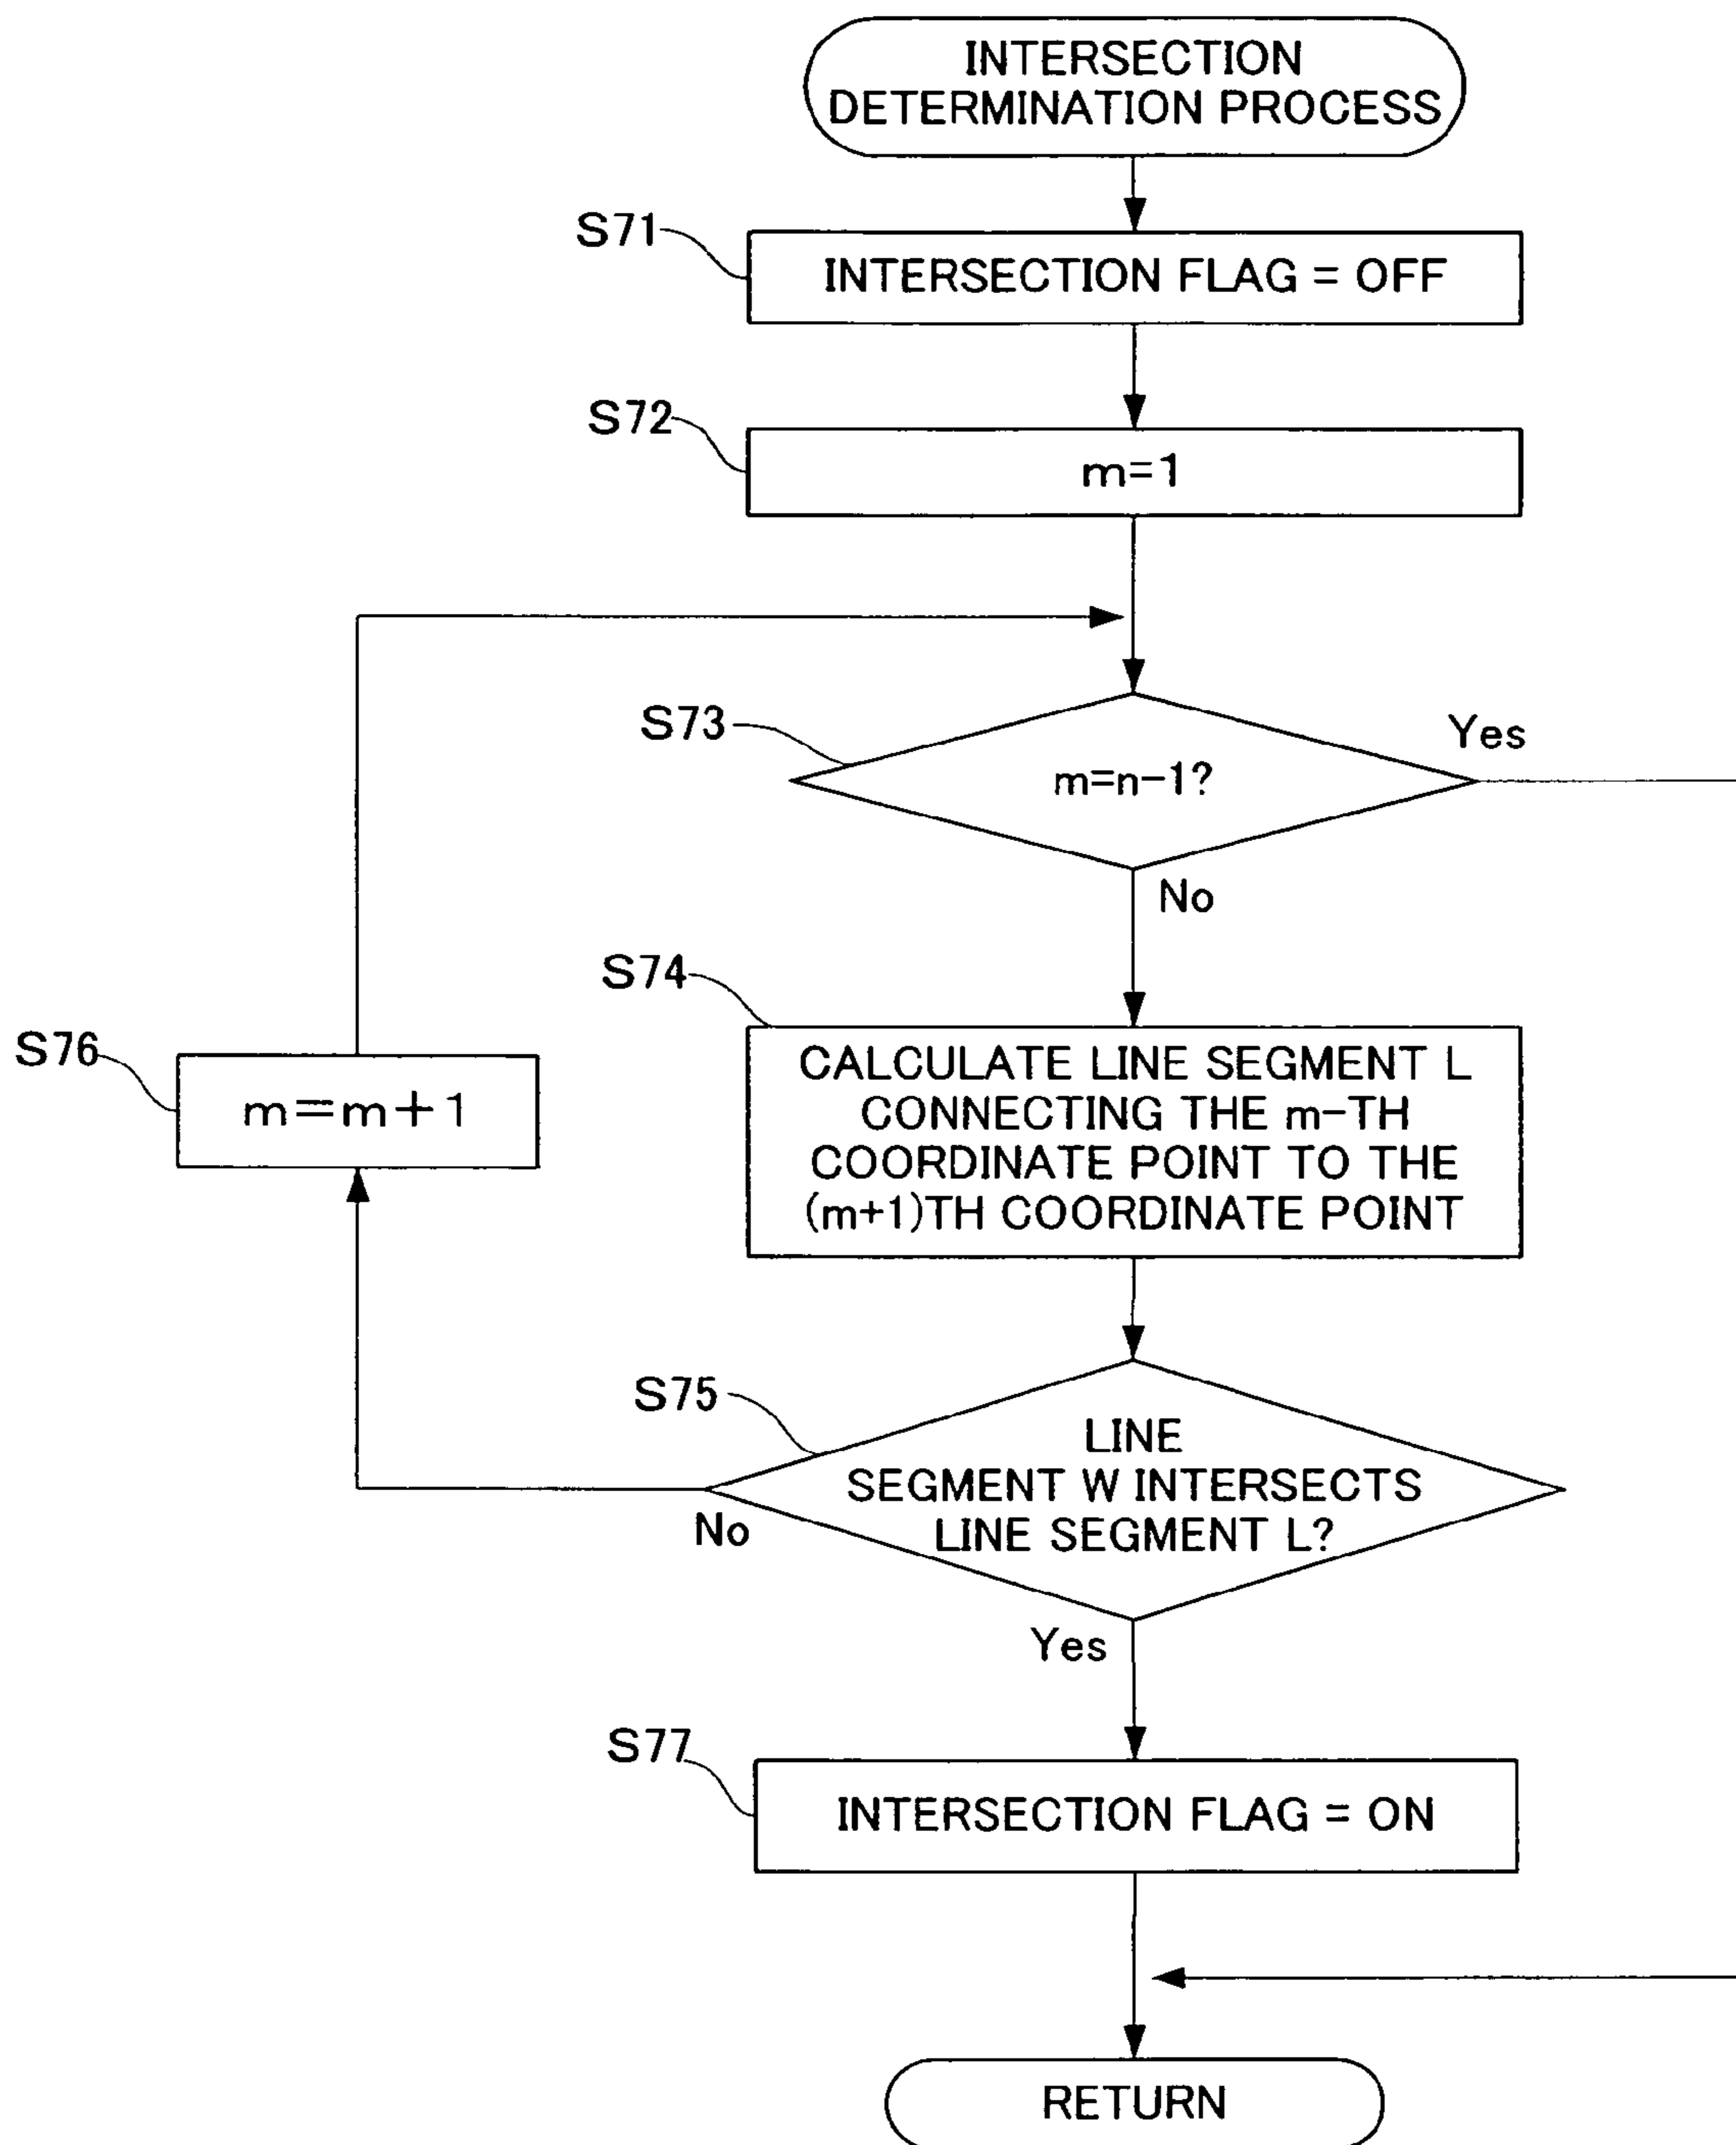 INTERSECTION
DETERMINATION PROCESS
S71
INTERSECTION FLAG = OFF
S72
m=1
S73
m=n-1?
Yes
No
S74
CALCULATE LINE SEGMENT L
CONNECTING THE m-TH
COORDINATE POINT TO THE
(m+1)TH COORDINATE POINT
S76
m=m+1
S75
LINE
SEGMENT W INTERSECTS
LINE SEGMENT L?
No
Yes
S77
INTERSECTION FLAG = ON
RETURN